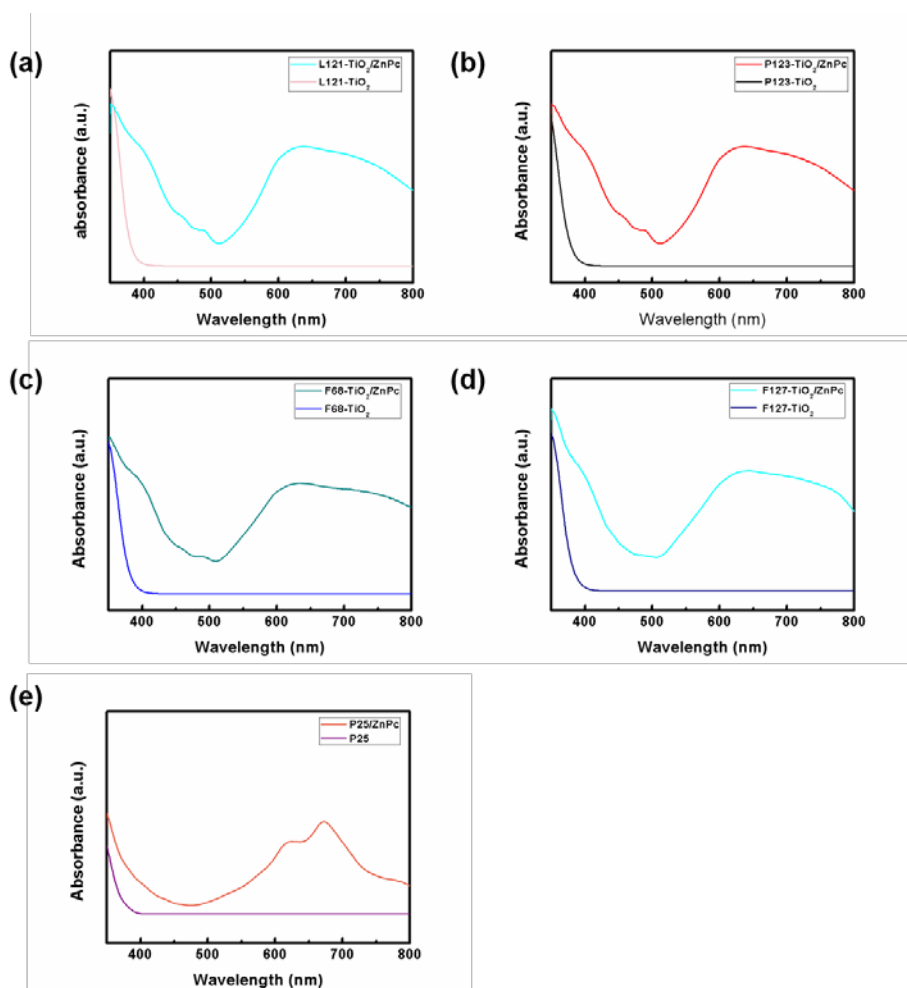 (a)
L121-TiO₂/ZnPc
L121-TiO₂
absorbance (a.u.)
400 500 600 700 800
Wavelength (nm)
(b)
P123-TiO₂/ZnPc
P123-TiO₂
Absorbance (a.u.)
400 500 600 700 800
Wavelength (nm)
(c)
F68-TiO₂/ZnPc
F68-TiO₂
Absorbance (a.u.)
400 500 600 700 800
Wavelength (nm)
(d)
F127-TiO₂/ZnPc
F127-TiO₂
Absorbance (a.u.)
400 500 600 700 800
Wavelength (nm)
(e)
P25/ZnPc
P25
Absorbance (a.u.)
400 500 600 700 800
Wavelength (nm)